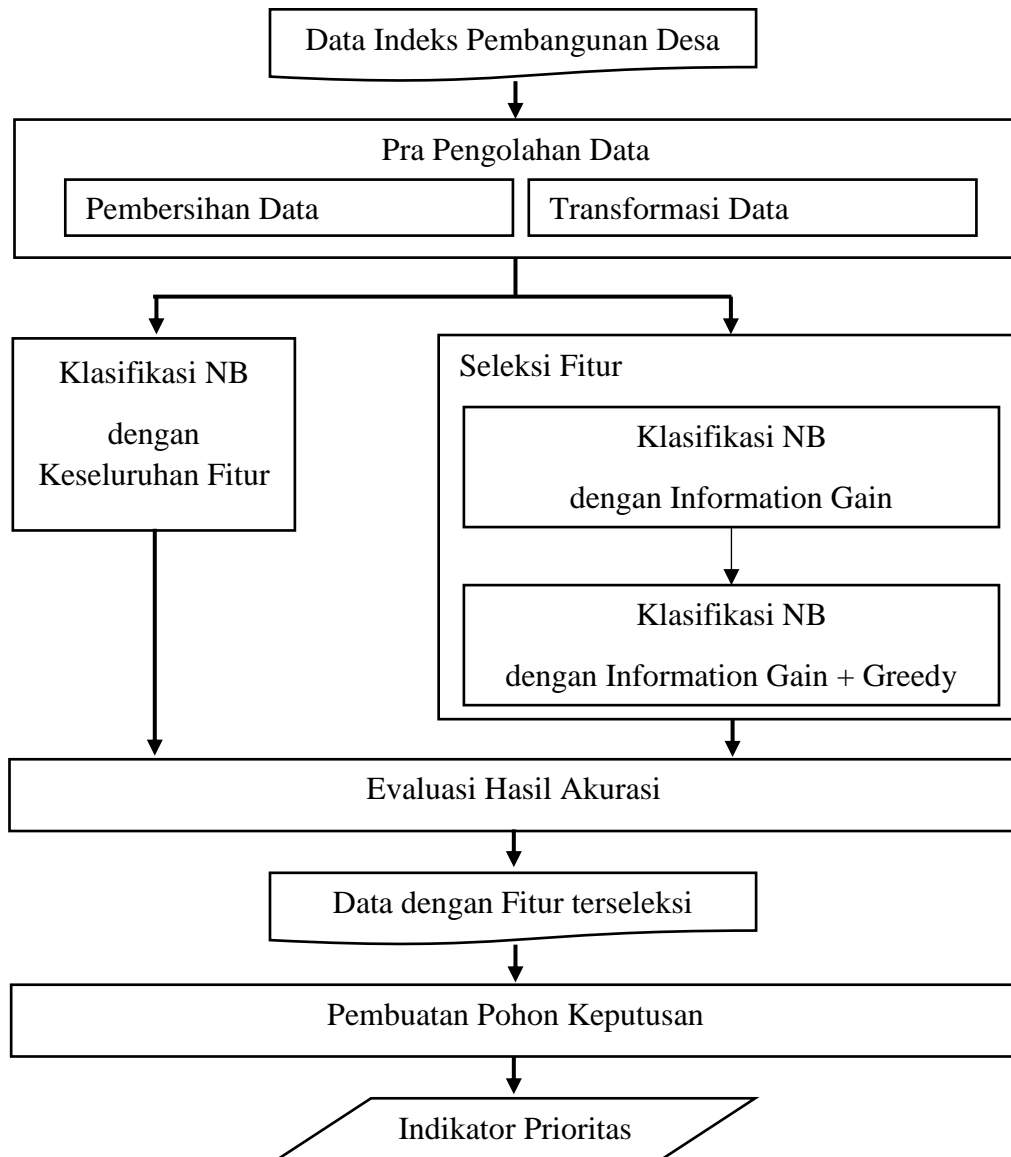 Data Indeks Pembangunan Desa
Pra Pengolahan Data
Pembersihan Data
Transformasi Data
Klasifikasi NB
dengan
Keseluruhan Fitur
Seleksi Fitur
Klasifikasi NB
dengan Information Gain
Klasifikasi NB
dengan Information Gain + Greedy
Evaluasi Hasil Akurasi
Data dengan Fitur terseleksi
Pembuatan Pohon Keputusan
Indikator Prioritas